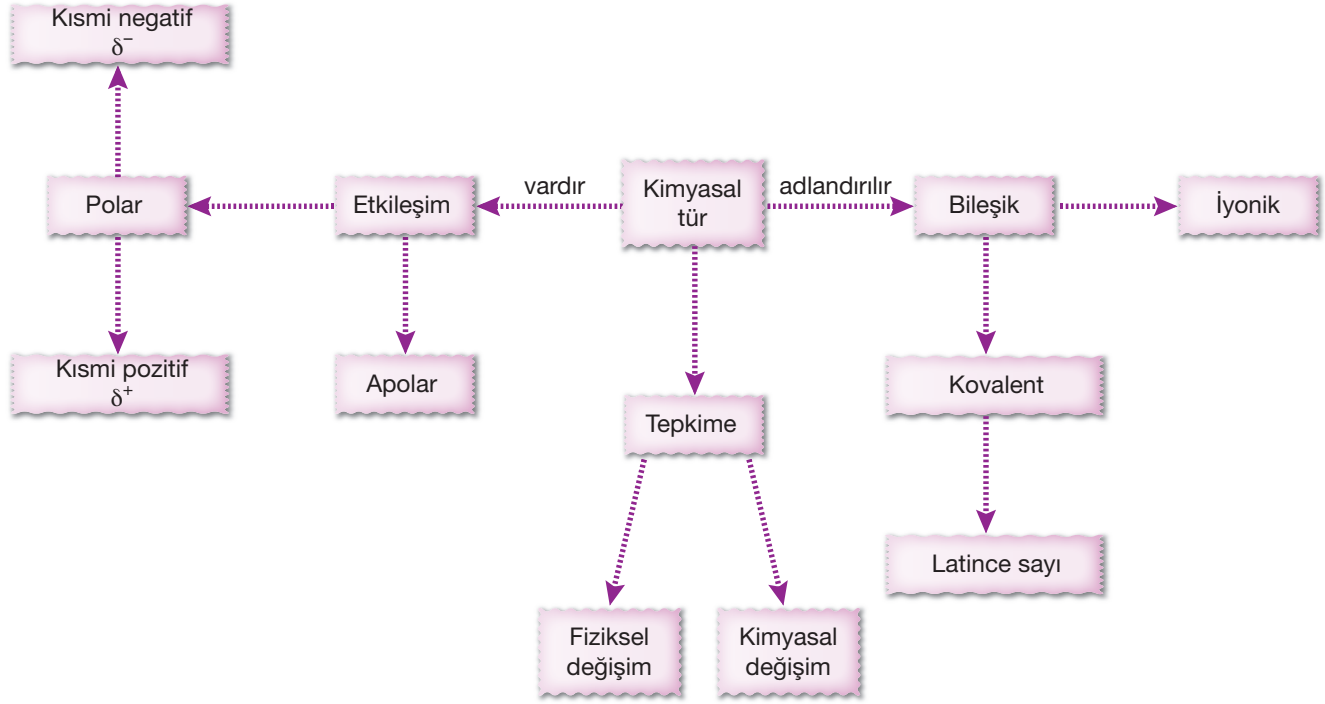 Kısmi negatif
δ⁻
Polar
Etkileşim
vardır
Kimyasal
tür
adlandırılır
Bileşik
İyonik
Kısmi pozitif
δ⁺
Apolar
Tepkime
Kovalent
Latince sayı
Fiziksel
değişim
Kimyasal
değişim